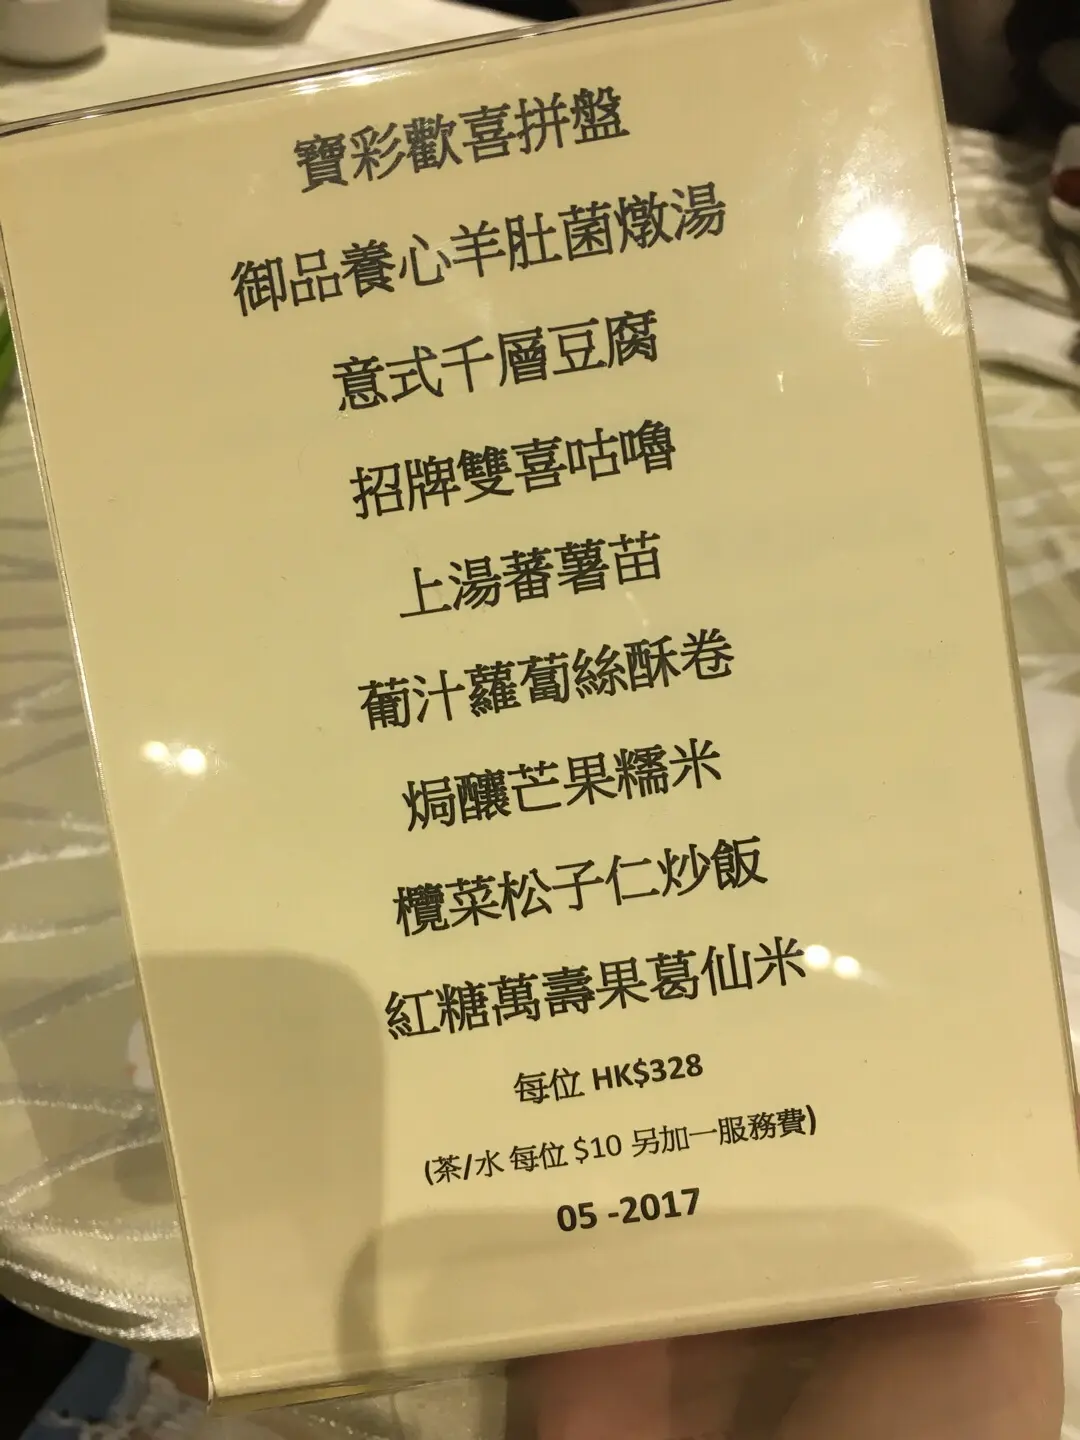 寶彩歡喜拼盤
御品養心羊肚菌燉湯
意式千層豆腐
招牌雙喜咕嚕
上湯蕃薯苗
葡汁蘿蔔絲酥卷
焗釀芒果糯米
欖菜松子仁炒飯
紅糖萬壽果葛仙米
每位 HK$328
(茶/水 每位 $10 另加一服務費)
05 -2017